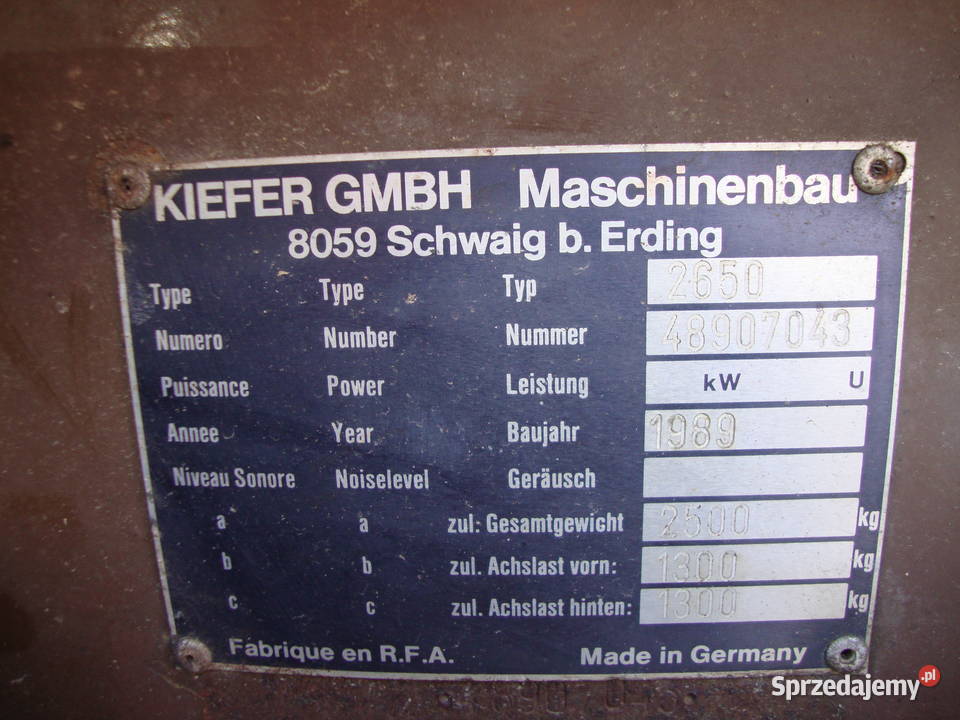 KIEFER GMBH Maschinenbau
8059 Schwaig b. Erding
Type Type Typ 2650
Numero Number Nummer 48907043
Puissance Power Leistung kW U
Annee Year Baujahr 1989
Niveau Sonore Noiselevel Geräusch
a a zul: Gesamtgewicht 2500 kg
b b zul. Achslast vorn: 1300 kg
c c zul. Achslast hinten: 1300 kg
Fabrique en R.F.A. Made in Germany
Sprzedajemy.pl